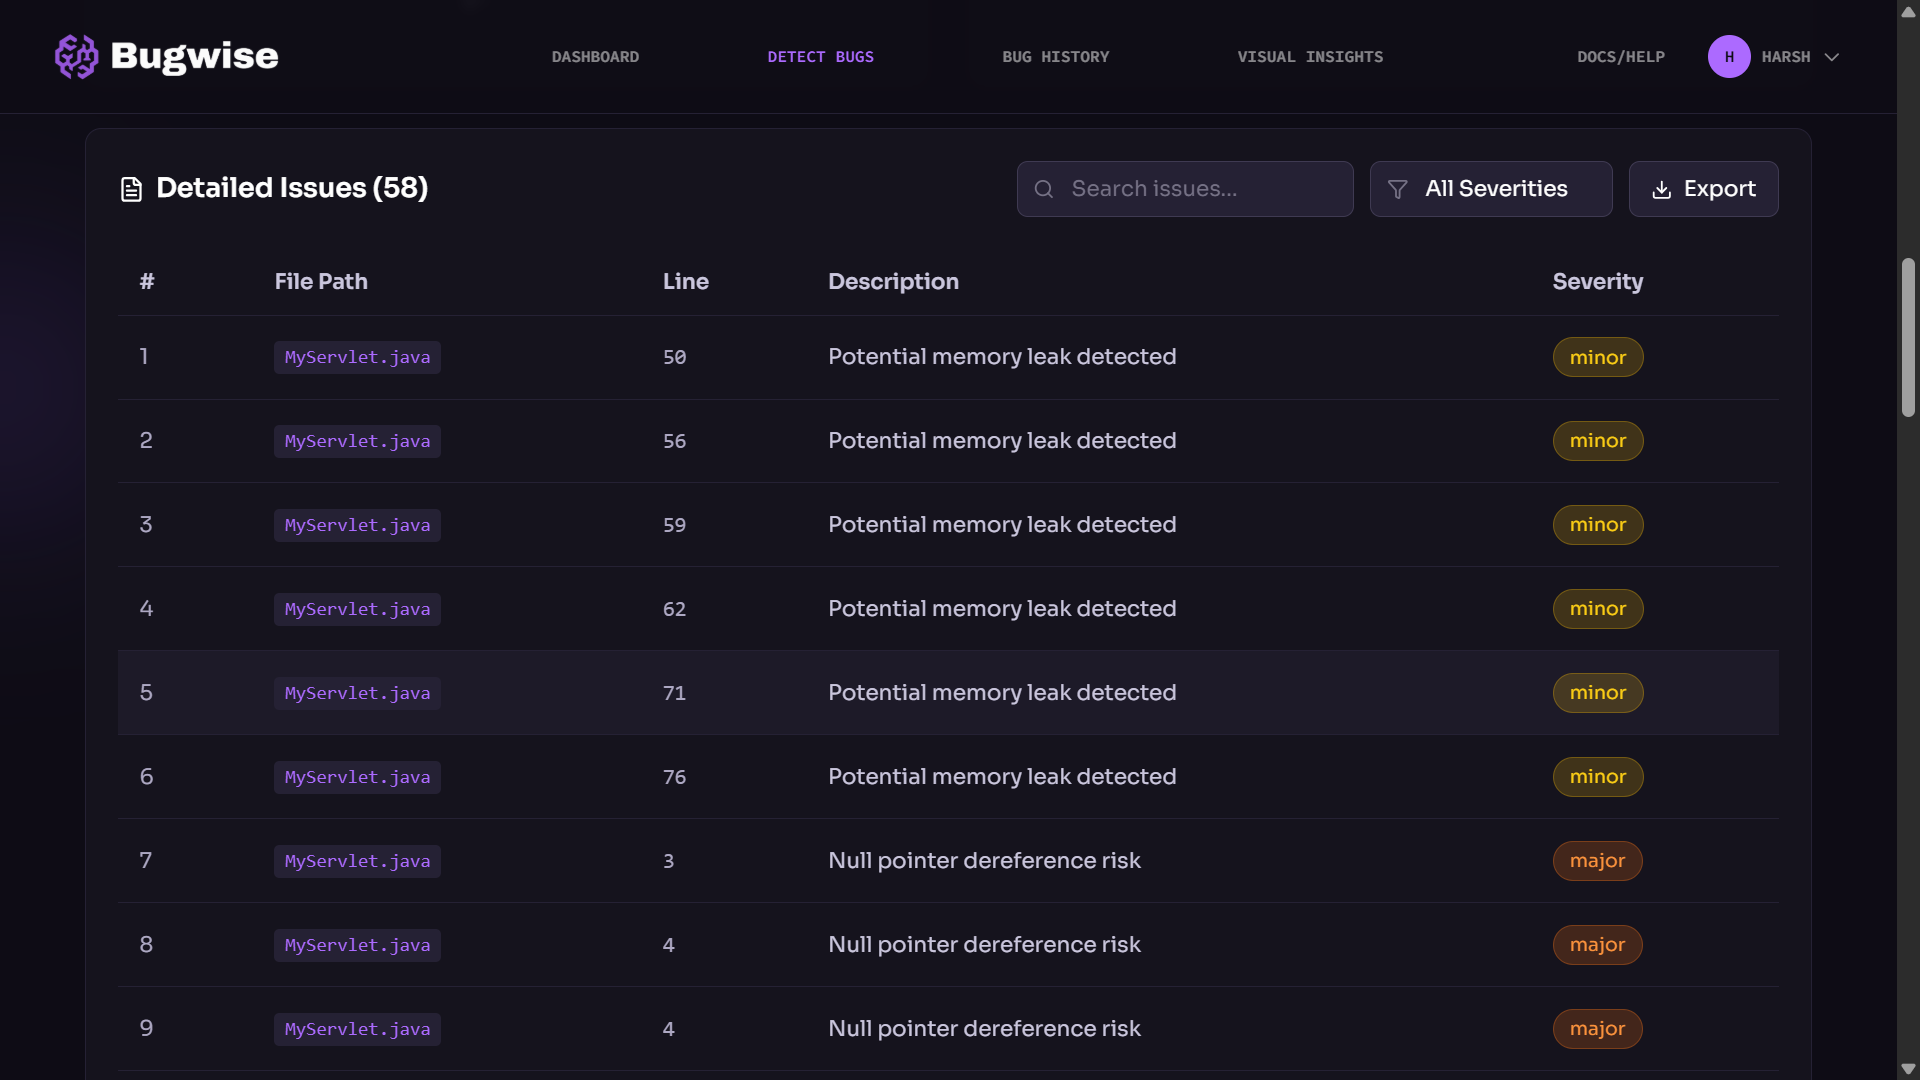 Bugwise DASHBOARD DETECT BUGS BUG HISTORY VISUAL INSIGHTS DOCS/HELP H HARSH
Detailed Issues (58) Search issues... All Severities Export
# File Path Line Description Severity
1 MyServlet.java 50 Potential memory leak detected minor
2 MyServlet.java 56 Potential memory leak detected minor
3 MyServlet.java 59 Potential memory leak detected minor
4 MyServlet.java 62 Potential memory leak detected minor
5 MyServlet.java 71 Potential memory leak detected minor
6 MyServlet.java 76 Potential memory leak detected minor
7 MyServlet.java 3 Null pointer dereference risk major
8 MyServlet.java 4 Null pointer dereference risk major
9 MyServlet.java 4 Null pointer dereference risk major